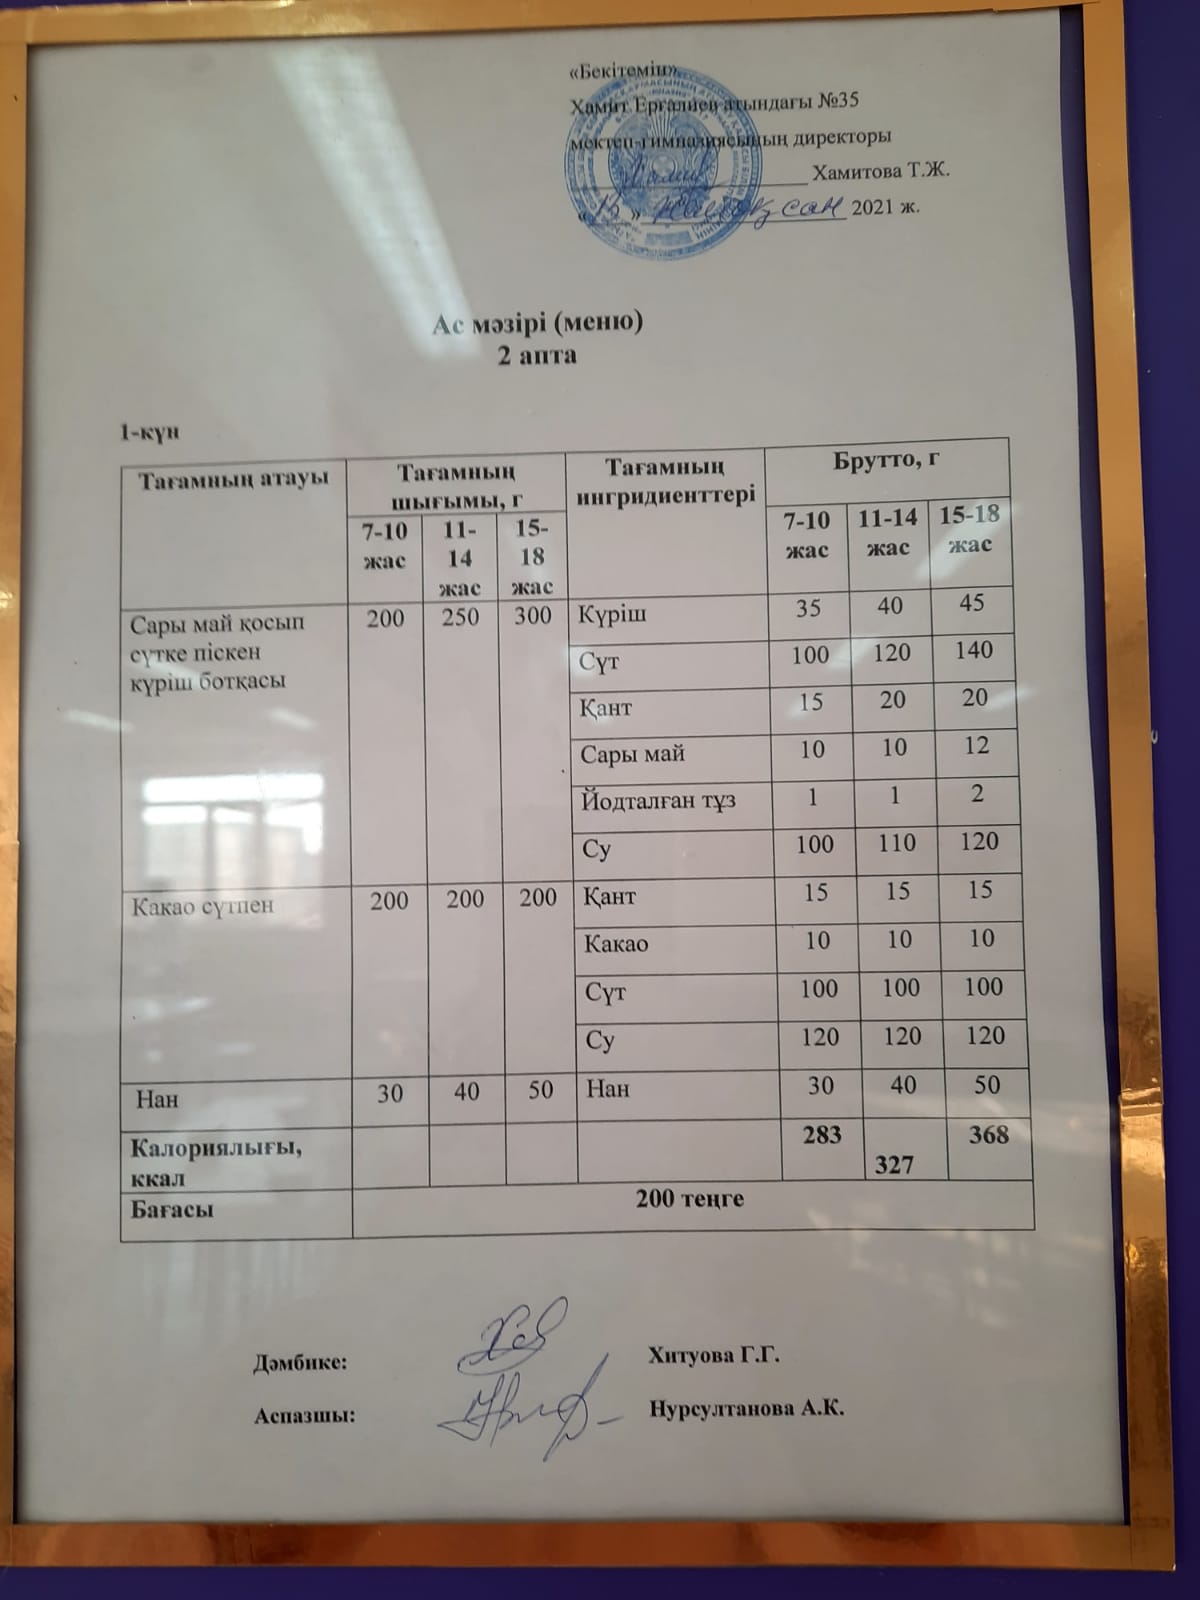 «Бекітемін»
Хамит Ерғалиев атындағы №35
мектеп-гимназиясының директоры
Хамитова Т.Ж.
желтоқсан 2021 ж.
Ас мәзірі (меню)
2 апта
1-күн
Тағамның атауы Тағамның шығымы, г Тағамның ингридиенттері Брутто, г
7-10 жас 11-14 жас 15-18 жас 7-10 жас 11-14 жас 15-18 жас
Сары май қосып сүтке піскен күріш ботқасы 200 250 300 Күріш 35 40 45
Сүт 100 120 140
Қант 15 20 20
Сары май 10 10 12
Йодталған тұз 1 1 2
Су 100 110 120
Какао сүтпен 200 200 200 Қант 15 15 15
Какао 10 10 10
Сүт 100 100 100
Су 120 120 120
Нан 30 40 50 Нан 30 40 50
Калориялығы, ккал 283 327 368
Бағасы 200 теңге
Дәмбике: Хитуова Г.Г.
Аспазшы: Нурсултанова А.К.